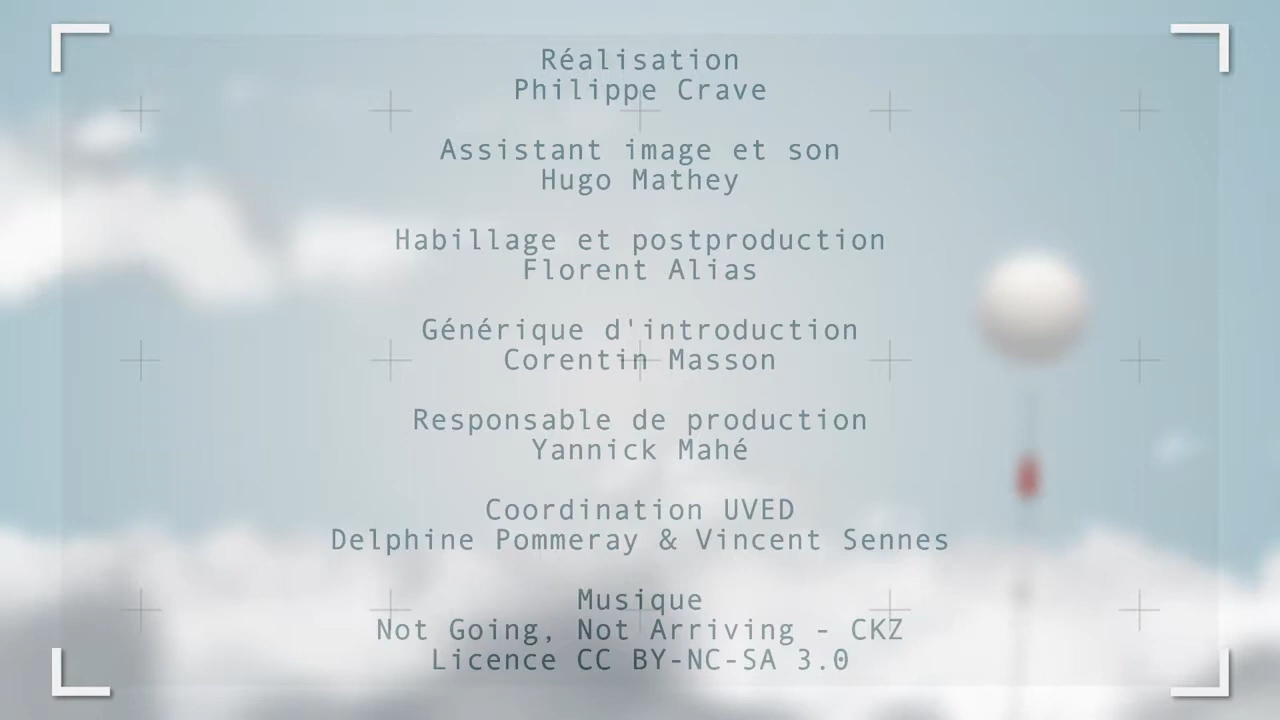 Réalisation
Philippe Crave
Assistant image et son
Hugo Mathey
Habillage et postproduction
Florent Alias
Générique d'introduction
Corentin Masson
Responsable de production
Yannick Mahé
Coordination UVED
Delphine Pommeray & Vincent Sennes
Musique
Not Going, Not Arriving - CKZ
Licence CC BY-NC-SA 3.0